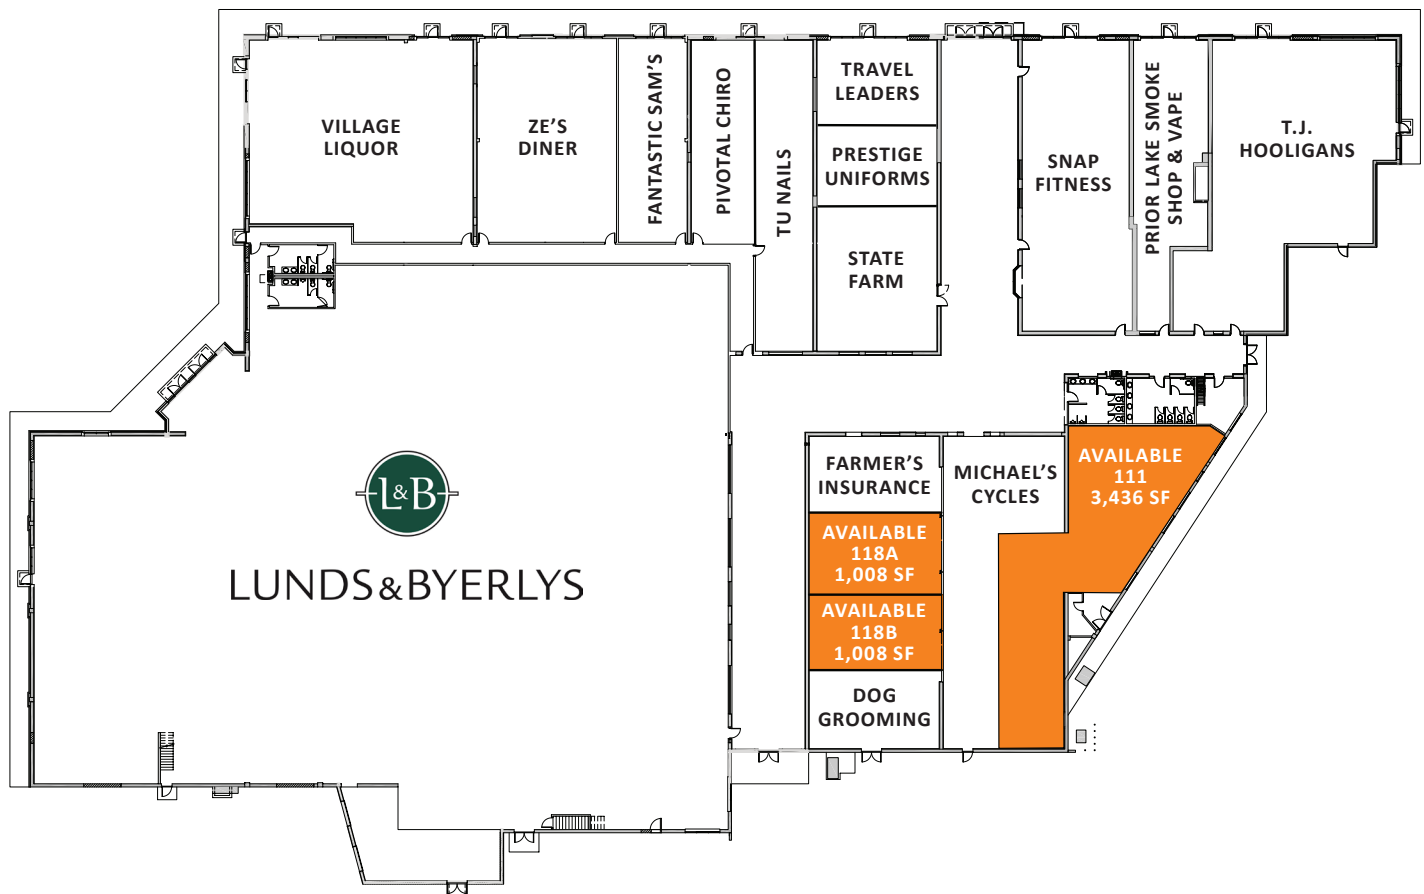 VILLAGE
LIQUOR
ZE'S
DINER
FANTASTIC SAM'S
PIVOTAL CHIRO
TU NAILS
TRAVEL
LEADERS
PRESTIGE
UNIFORMS
STATE
FARM
SNAP
FITNESS
PRIOR LAKE SMOKE
SHOP & VAPE
T.J.
HOOLIGANS
L&B
LUNDS & BYERLYS
FARMER'S
INSURANCE
AVAILABLE
118A
1,008 SF
AVAILABLE
118B
1,008 SF
DOG
GROOMING
MICHAEL'S
CYCLES
AVAILABLE
111
3,436 SF